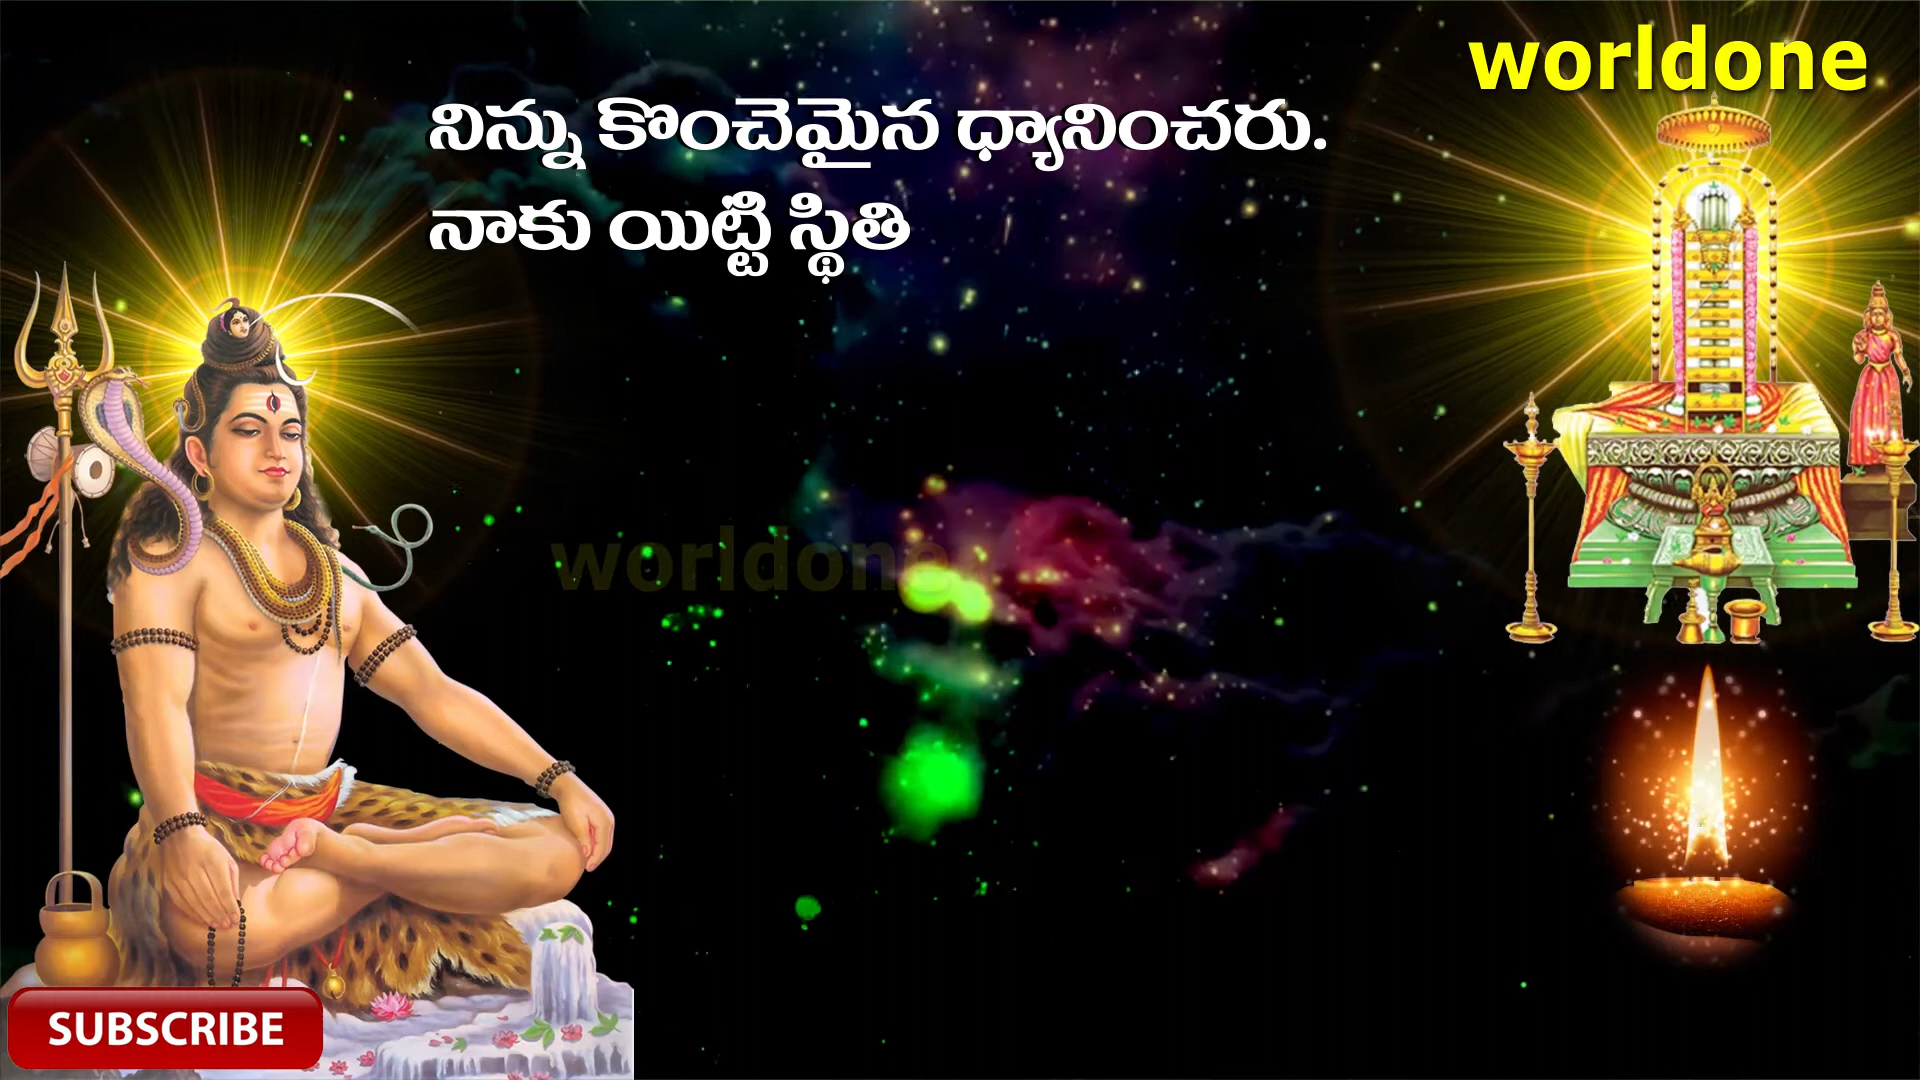 worldone
నిన్ను కొంచెమైన ధ్యానించరు.
నాకు యిట్టి స్థితి
worldone
SUBSCRIBE